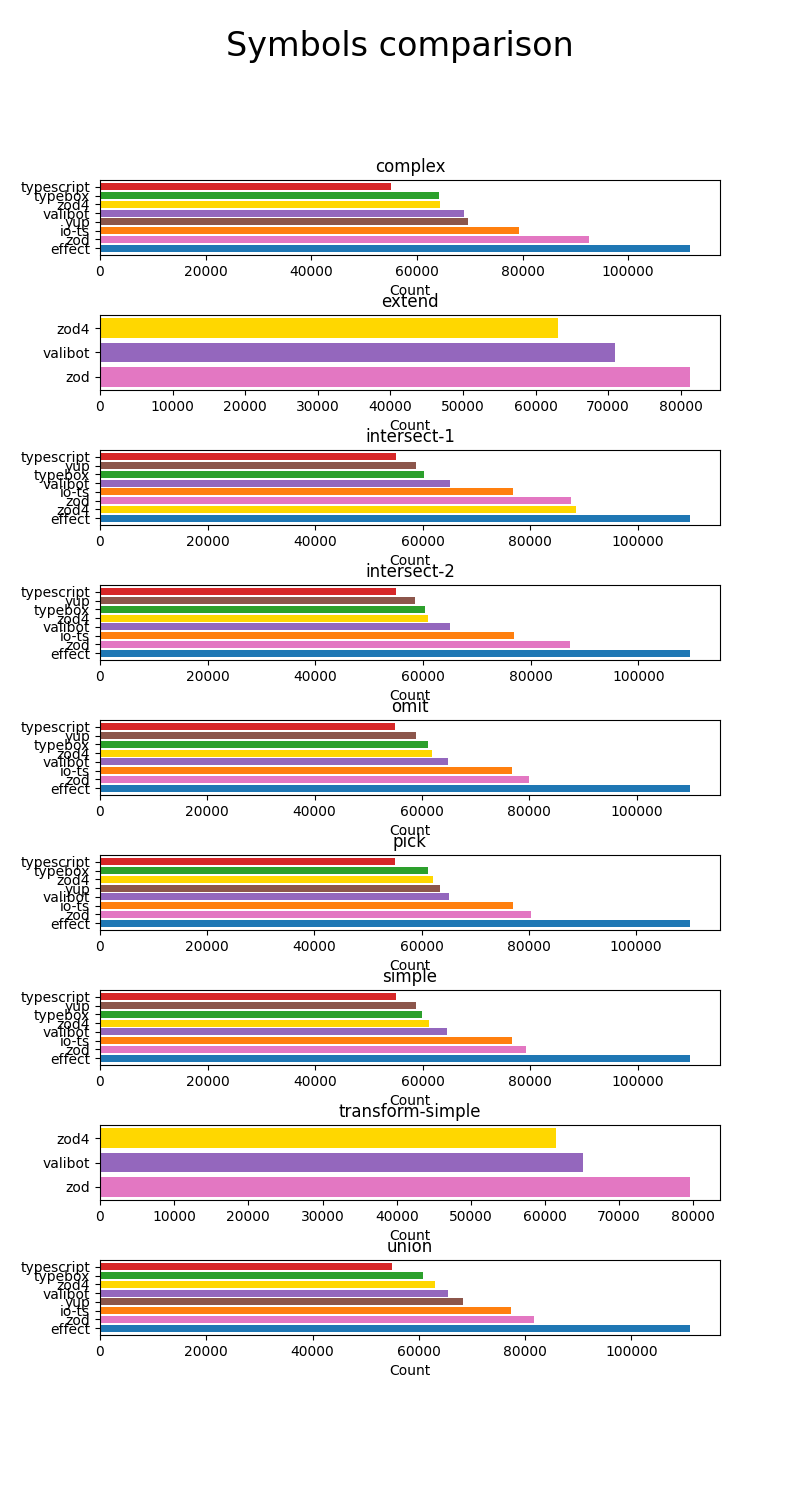 Symbols comparison
complex
typescript
typebox
zod4
valibot
yup
io-ts
zod
effect
0 20000 40000 60000 80000 100000
Count
extend
zod4
valibot
zod
0 10000 20000 30000 40000 50000 60000 70000 80000
Count
intersect-1
typescript
yup
typebox
valibot
io-ts
zod
zod4
effect
0 20000 40000 60000 80000 100000
Count
intersect-2
typescript
yup
typebox
zod4
valibot
io-ts
zod
effect
0 20000 40000 60000 80000 100000
Count
omit
typescript
yup
typebox
zod4
valibot
io-ts
zod
effect
0 20000 40000 60000 80000 100000
Count
pick
typescript
typebox
zod4
yup
valibot
io-ts
zod
effect
0 20000 40000 60000 80000 100000
Count
simple
typescript
yup
typebox
zod4
valibot
io-ts
zod
effect
0 20000 40000 60000 80000 100000
Count
transform-simple
zod4
valibot
zod
0 10000 20000 30000 40000 50000 60000 70000 80000
Count
union
typescript
typebox
zod4
valibot
yup
io-ts
zod
effect
0 20000 40000 60000 80000 100000
Count